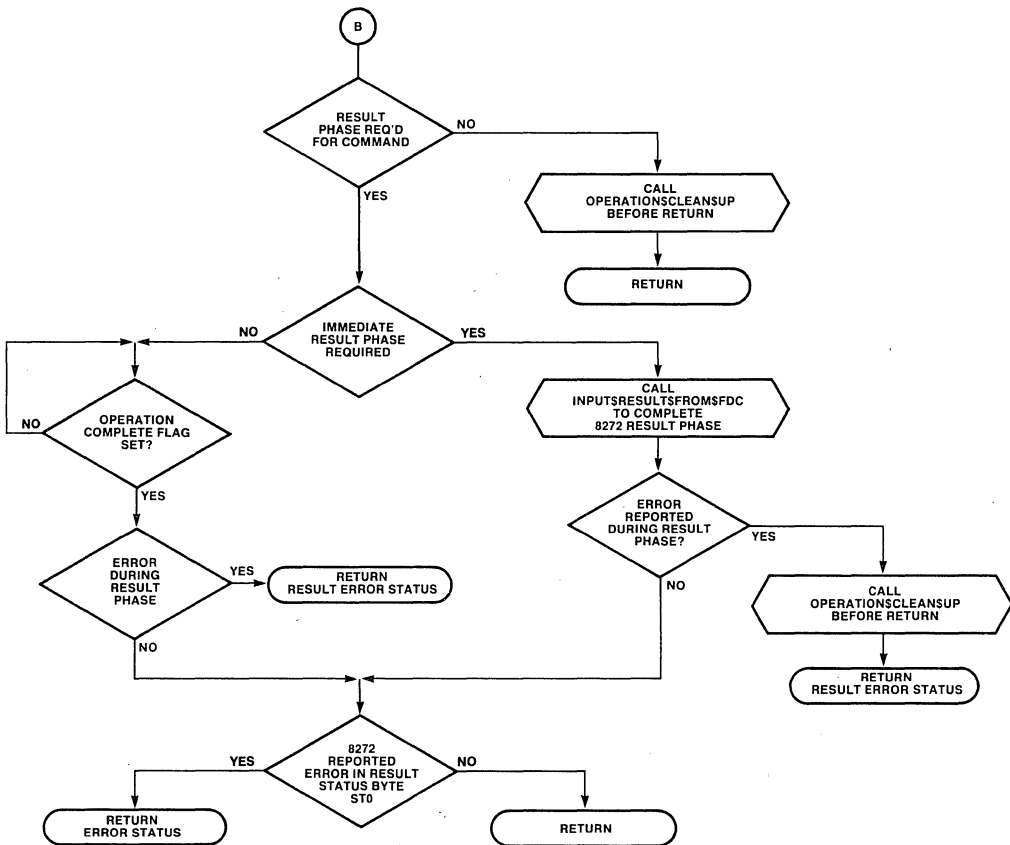 B
RESULT
PHASE REQ'D
FOR COMMAND
NO
YES
CALL
OPERATION$CLEAN$UP
BEFORE RETURN
RETURN
IMMEDIATE
RESULT PHASE
REQUIRED
NO
YES
CALL
INPUT$RESULT$FROM$FDC
TO COMPLETE
8272 RESULT PHASE
OPERATION
COMPLETE FLAG
SET?
NO
YES
ERROR
REPORTED
DURING RESULT
PHASE?
YES
NO
ERROR
DURING
RESULT
PHASE
YES
NO
RETURN
RESULT ERROR STATUS
CALL
OPERATION$CLEAN$UP
BEFORE RETURN
RETURN
RESULT ERROR STATUS
8272
REPORTED
ERROR IN RESULT
STATUS BYTE
ST0
YES
NO
RETURN
ERROR STATUS
RETURN